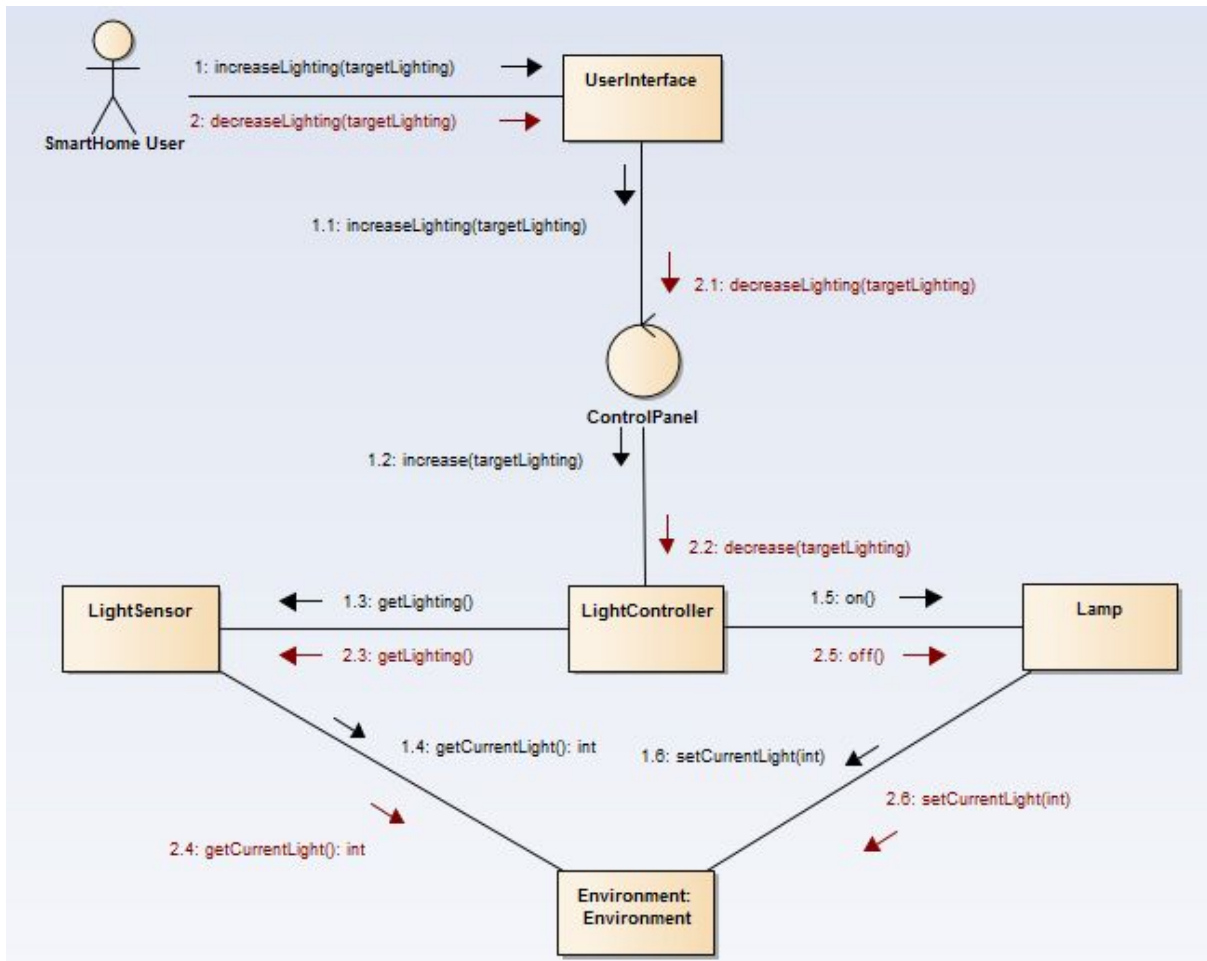 1: increaseLighting(targetLighting)
UserInterface
2: decreaseLighting(targetLighting)
SmartHome User
1.1: increaseLighting(targetLighting)
2.1: decreaseLighting(targetLighting)
ControlPanel
1.2: increase(targetLighting)
2.2: decrease(targetLighting)
LightSensor
1.3: getLighting()
LightController
1.5: on()
Lamp
2.3: getLighting()
2.5: off()
1.4: getCurrentLight(): int
1.6: setCurrentLight(int)
2.6: setCurrentLight(int)
2.4: getCurrentLight(): int
Environment:
Environment